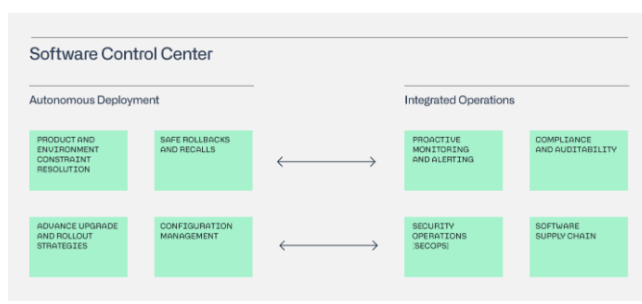 Software Control Center
Autonomous Deployment
Integrated Operations
PRODUCT AND
ENVIRONMENT
CONSTRAINT
RESOLUTION
SAFE ROLLBACKS
AND RECALLS
PROACTIVE
MONITORING
AND ALERTING
COMPLIANCE
AND AUDITABILITY
ADVANCE UPGRADE
AND ROLLOUT
STRATEGIES
CONFIGURATION
MANAGEMENT
SECURITY
OPERATIONS
[SECOPS]
SOFTWARE
SUPPLY CHAIN